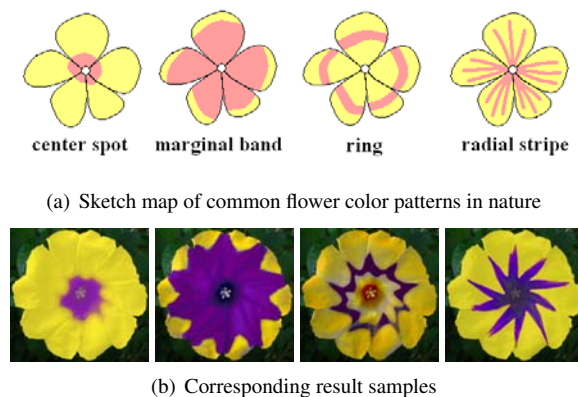 center spot marginal band ring radial stripe
(a) Sketch map of common flower color patterns in nature
(b) Corresponding result samples